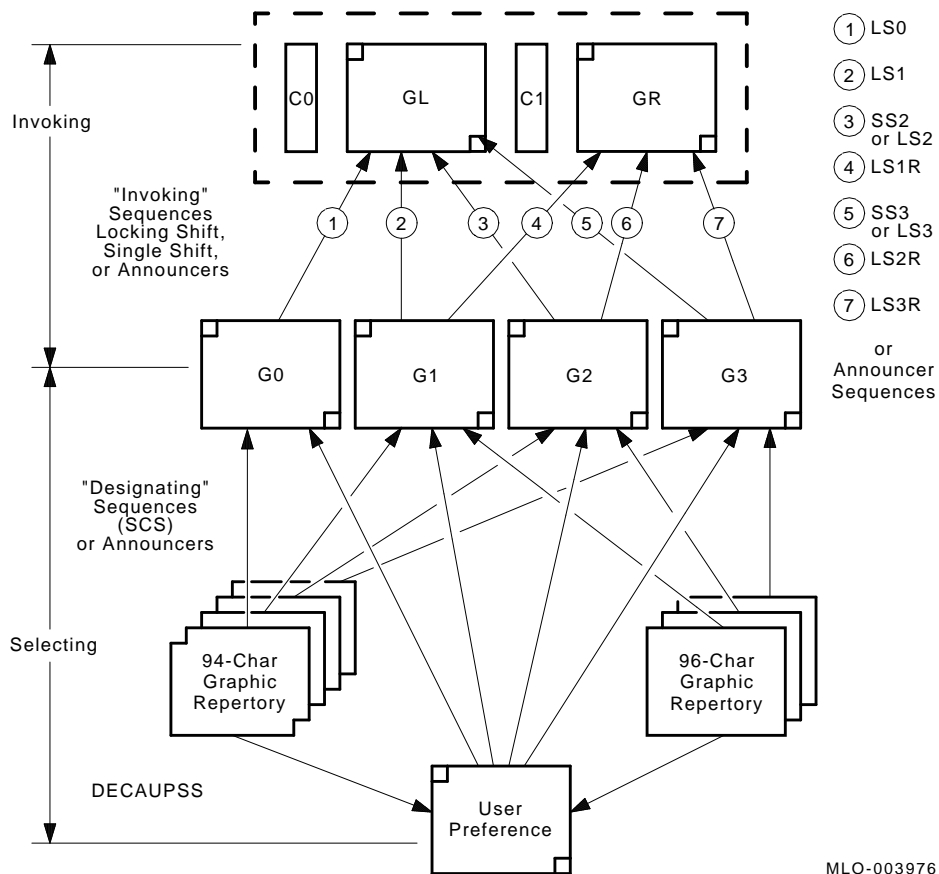 C0
GL
C1
GR
Invoking
"Invoking"
Sequences
Locking Shift,
Single Shift,
or Announcers
1
2
3
4
5
6
7
1 LS0
2 LS1
3 SS2
or LS2
4 LS1R
5 SS3
or LS3
6 LS2R
7 LS3R
or
Announcer
Sequences
G0
G1
G2
G3
"Designating"
Sequences
(SCS)
or Announcers
Selecting
94-Char
Graphic
Repertory
96-Char
Graphic
Repertory
DECAUPSS
User
Preference
MLO-003976